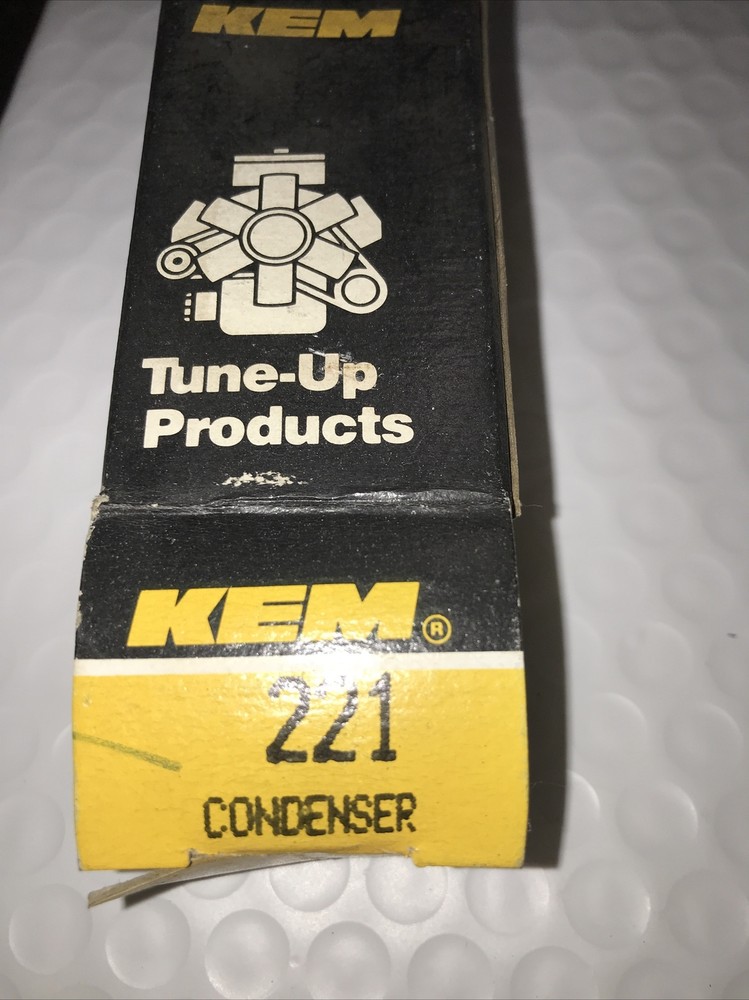 KEM
Tune-Up
Products
KEM®
221
CONDENSER